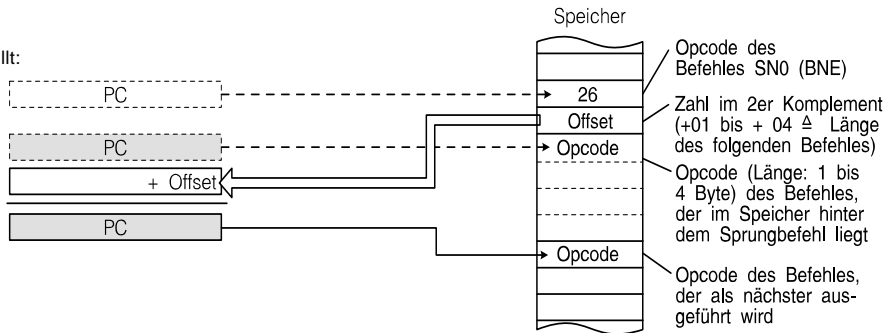 Speicher
llt:
PC
26
Opcode des
Befehles SN0 (BNE)
Offset
Zahl im 2er Komplement
(+01 bis + 04 ≙ Länge
des folgenden Befehles)
PC
Opcode
+ Offset
Opcode (Länge: 1 bis
4 Byte) des Befehles,
der im Speicher hinter
dem Sprungbefehl liegt
PC
Opcode
Opcode des Befehles,
der als nächster aus-
geführt wird